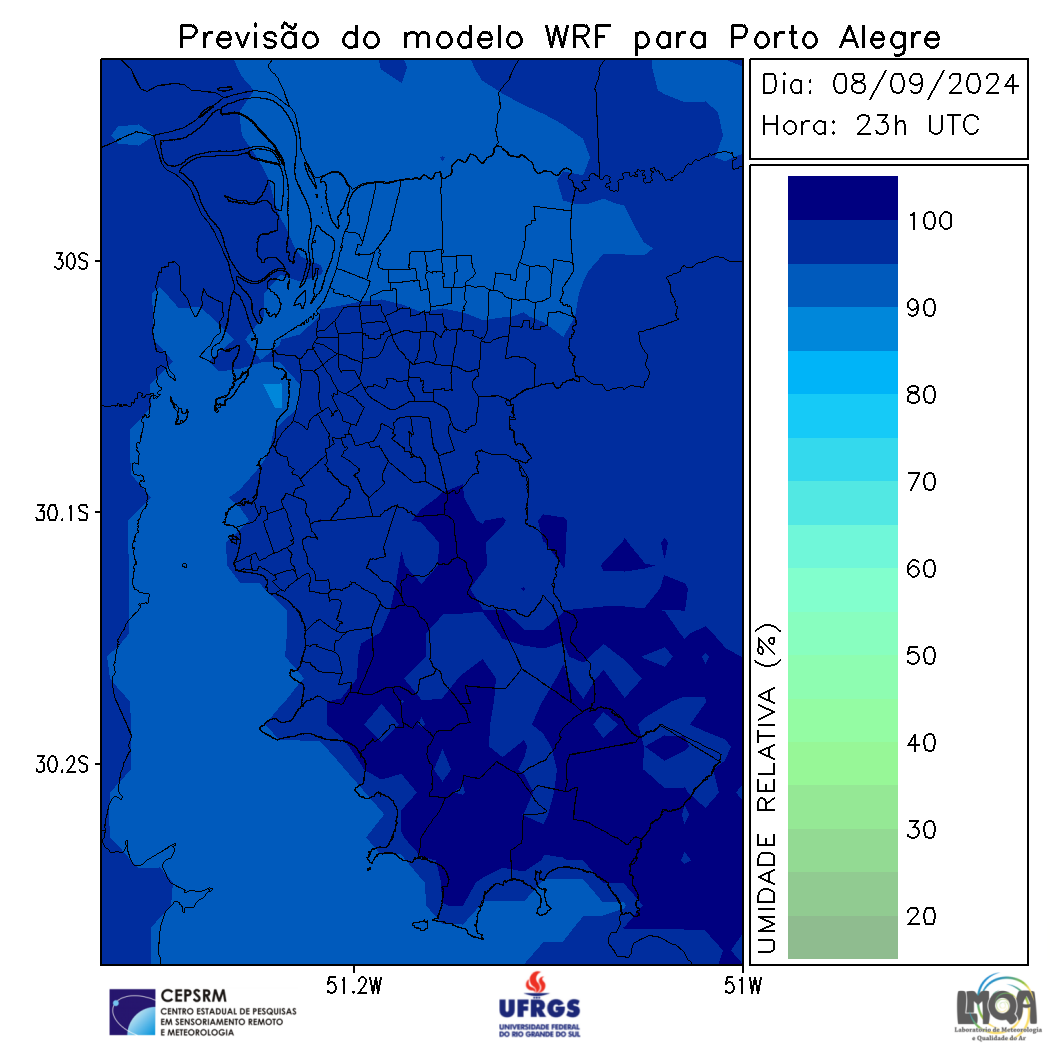 Previsão do modelo WRF para Porto Alegre
Dia: 08/09/2024
Hora: 23h UTC
30S
30.1S
30.2S
51.2W
51W
100
90
80
70
60
50
40
30
20
UMIDADE RELATIVA (%)
CEPSRM
CENTRO ESTADUAL DE PESQUISAS
EM SENSORIAMENTO REMOTO
E METEOROLOGIA
UFRGS
UNIVERSIDADE FEDERAL
DO RIO GRANDE DO SUL
LMQA
Laboratório de Meteorologia
e Qualidade do Ar